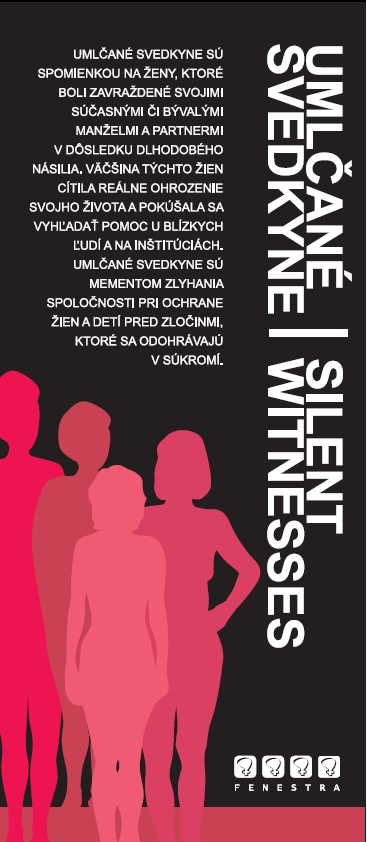 UMLČANÉ SVEDKYNE SÚ
SPOMIENKOU NA ŽENY, KTORÉ
BOLI ZAVRAŽDENÉ SVOJIMI
SÚČASNÝMI ČI BÝVALÝMI
MANŽELMI A PARTNERMI
V DÔSLEDKU DLHODOBÉHO
NÁSILIA. VÄČŠINA TÝCHTO ŽIEN
CÍTILA REÁLNE OHROZENIE
SVOJHO ŽIVOTA A POKÚŠALA SA
VYHĽADAŤ POMOC U BLÍZKYCH
ĽUDÍ A NA INŠTITÚCIÁCH.
UMLČANÉ SVEDKYNE SÚ
MEMENTOM ZLYHANIA
SPOLOČNOSTI PRI OCHRANE
ŽIEN A DETÍ PRED ZLOČINMI,
KTORÉ SA ODOHRÁVAJÚ
V SÚKROMÍ.
UMLČANÉ | SILENT
SVEDKYNE | WITNESSES
FENESTRA